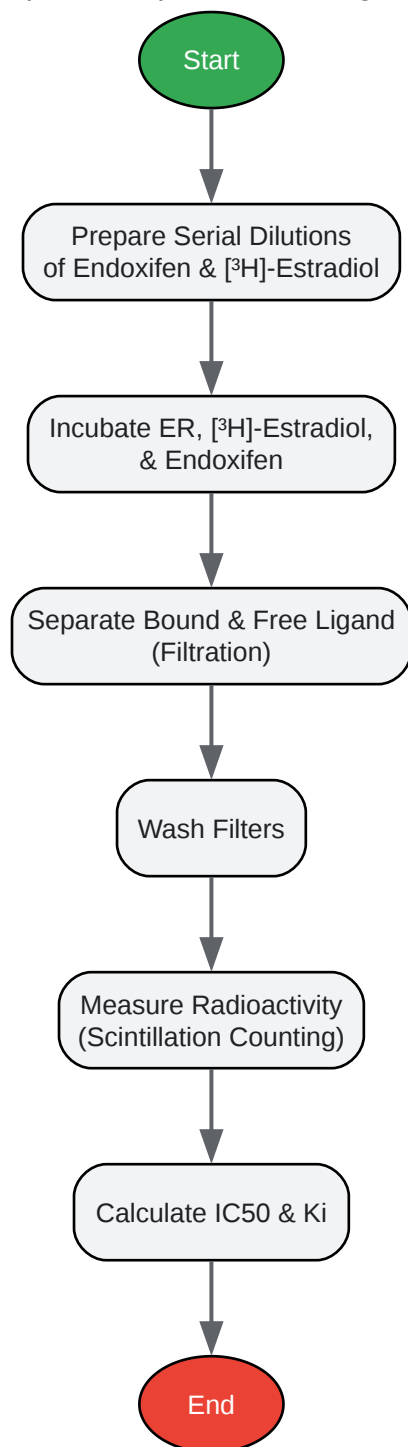 Start
Prepare Serial Dilutions
of Endoxifen & [³H]-Estradiol
Incubate ER, [³H]-Estradiol,
& Endoxifen
Separate Bound & Free Ligand
(Filtration)
Wash Filters
Measure Radioactivity
(Scintillation Counting)
Calculate IC50 & Ki
End